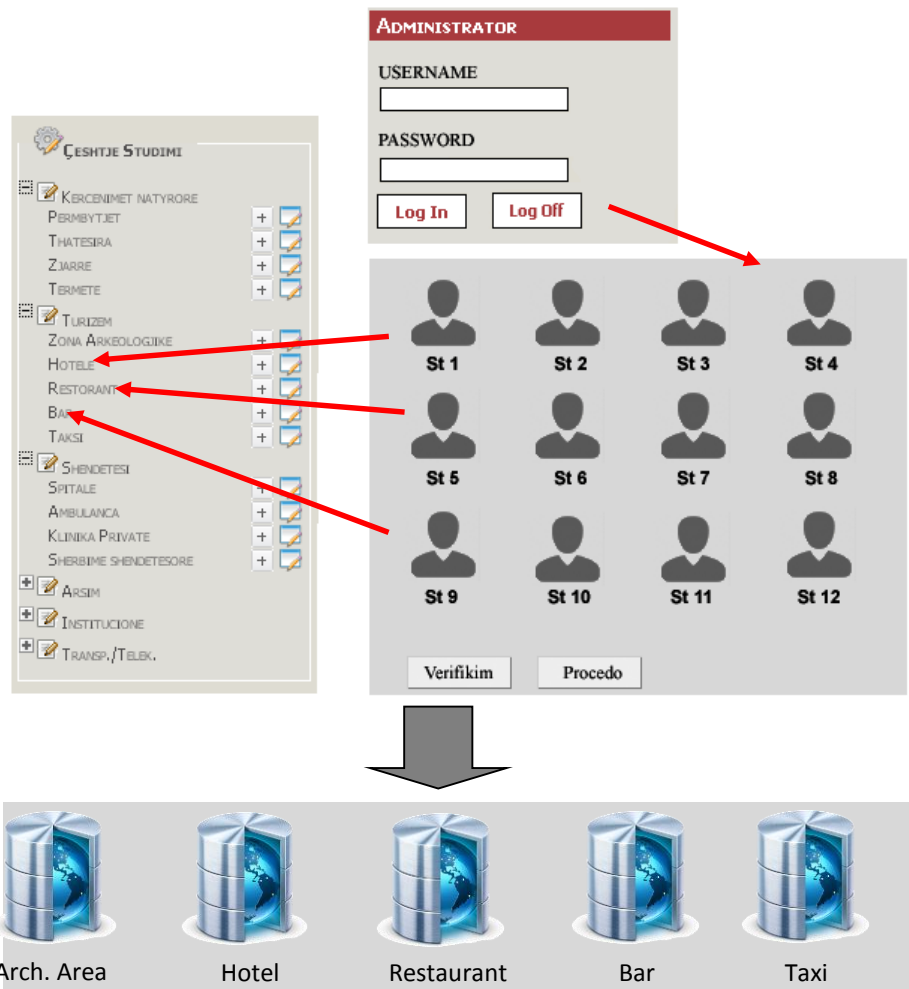 ADMINISTRATOR
USERNAME
PASSWORD
Log In
Log Off
ÇESHTJE STUDIMI
KERCENIMET NATYRORE
PERMBYTJET
THATESIRA
ZJARRE
TERMETE
TURIZEM
ZONA ARKEOLOGJIKE
HOTELE
RESTORANT
BAR
TAKSI
SHENDETESI
SPITALE
AMBULANCA
KLINIKA PRIVATE
SHERBIME SHENDETESORE
ARSIM
INSTITUCIONE
TRANSP./TELEK.
St 1 St 2 St 3 St 4
St 5 St 6 St 7 St 8
St 9 St 10 St 11 St 12
Verifikim Procedo
Arch. Area Hotel Restaurant Bar Taxi